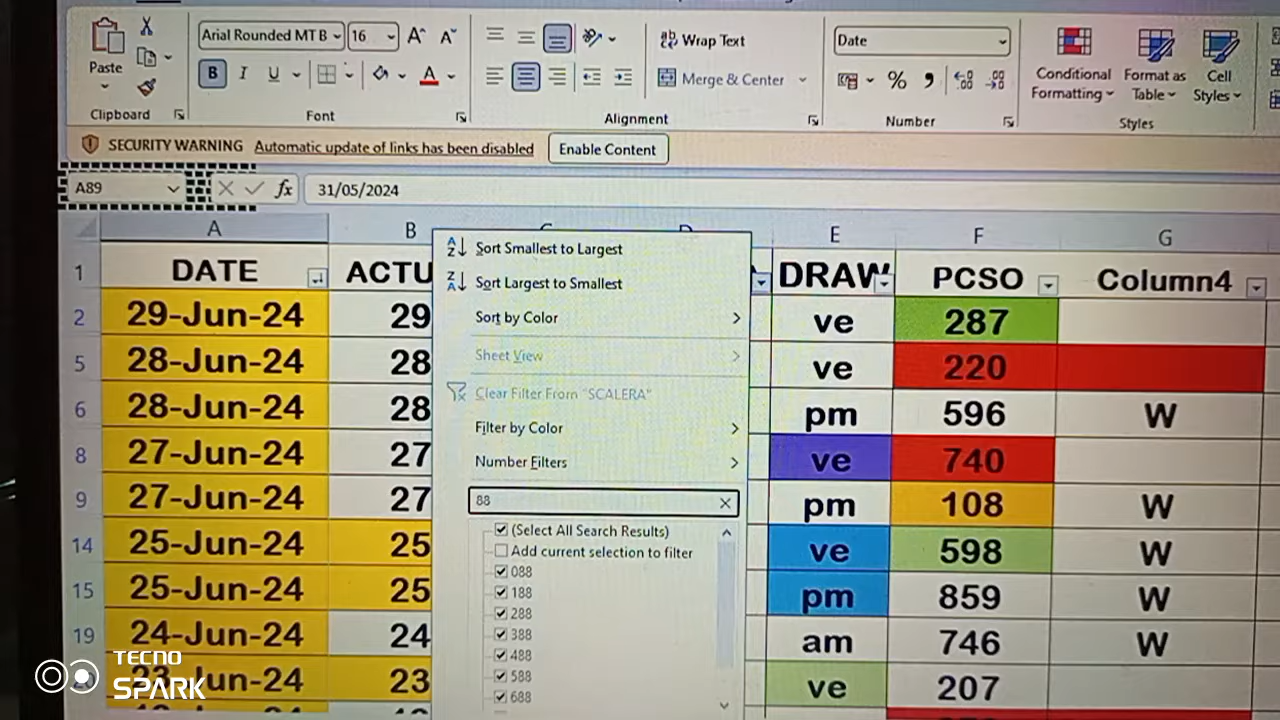 Arial Rounded MT B 16
Paste
B I U
Wrap Text
Merge & Center
Date
Conditional Formatting
Format as Table
Cell Styles
Clipboard
Font
Alignment
Number
Styles
SECURITY WARNING Automatic update of links has been disabled Enable Content
A89 fx 31/05/2024
A B E F G
1 DATE ACTU DRAW PCSO Column4
2 29-Jun-24 29 ve 287
5 28-Jun-24 28 ve 220
6 28-Jun-24 28 pm 596 W
8 27-Jun-24 27 ve 740
9 27-Jun-24 27 pm 108 W
14 25-Jun-24 25 ve 598 W
15 25-Jun-24 25 pm 859 W
19 24-Jun-24 24 am 746 W
23-Jun-24 23 ve 207
Sort Smallest to Largest
Sort Largest to Smallest
Sort by Color
Sheet View
Clear Filter From "SCALERA"
Filter by Color
Number Filters
88
(Select All Search Results)
Add current selection to filter
088
188
288
388
488
588
688
TECNO
SPARK